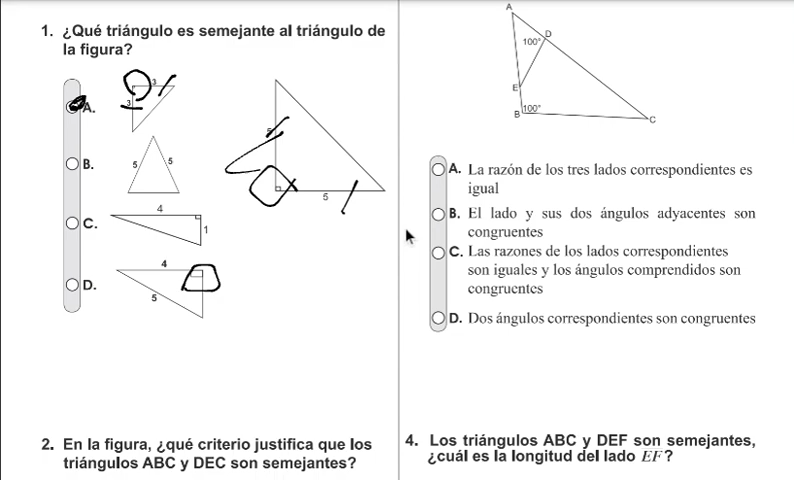 1. ¿Qué triángulo es semejante al triángulo de
la figura?
A.
3
3
B.
5
5
C.
4
1
D.
4
5
5
2. En la figura, ¿qué criterio justifica que los
triángulos ABC y DEC son semejantes?
A
D
100°
E
100°
B
C
A. La razón de los tres lados correspondientes es
igual
B. El lado y sus dos ángulos adyacentes son
congruentes
C. Las razones de los lados correspondientes
son iguales y los ángulos comprendidos son
congruentes
D. Dos ángulos correspondientes son congruentes
4. Los triángulos ABC y DEF son semejantes,
¿cuál es la longitud del lado EF?